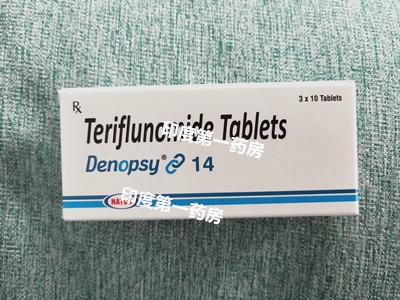 ℞
3 x 10 Tablets
Teriflunomide Tablets
印度第一药房
Denopsy® 14
NATCO
印度第一药房